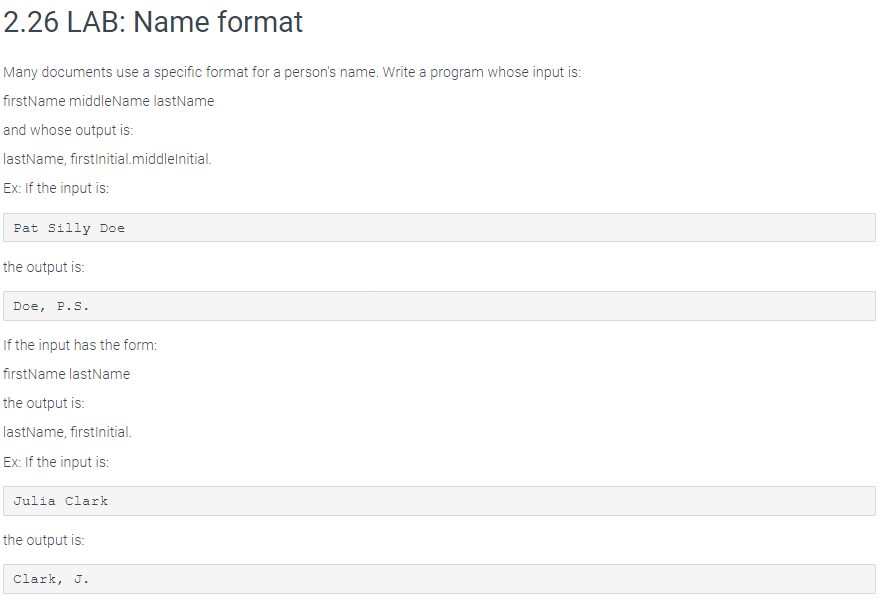 2.26 LAB: Name format
Many documents use a specific format for a person's name. Write a program whose input is:
firstName middleName lastName
and whose output is:
lastName, firstInitial.middleInitial.
Ex: If the input is:
Pat Silly Doe
the output is:
Doe, P.S.
If the input has the form:
firstName lastName
the output is:
lastName, firstInitial.
Ex: If the input is:
Julia Clark
the output is:
Clark, J.